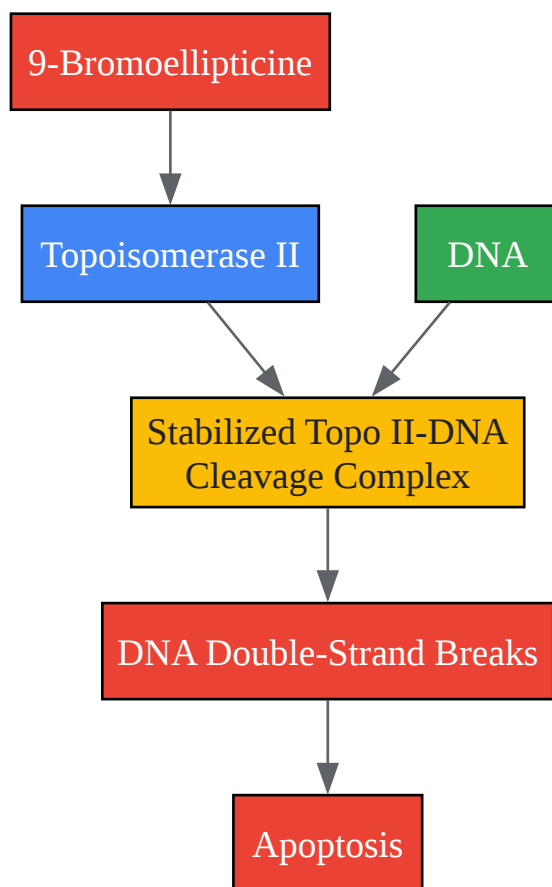 9-Bromoellipticine
Topoisomerase II
DNA
Stabilized Topo II-DNA
Cleavage Complex
DNA Double-Strand Breaks
Apoptosis